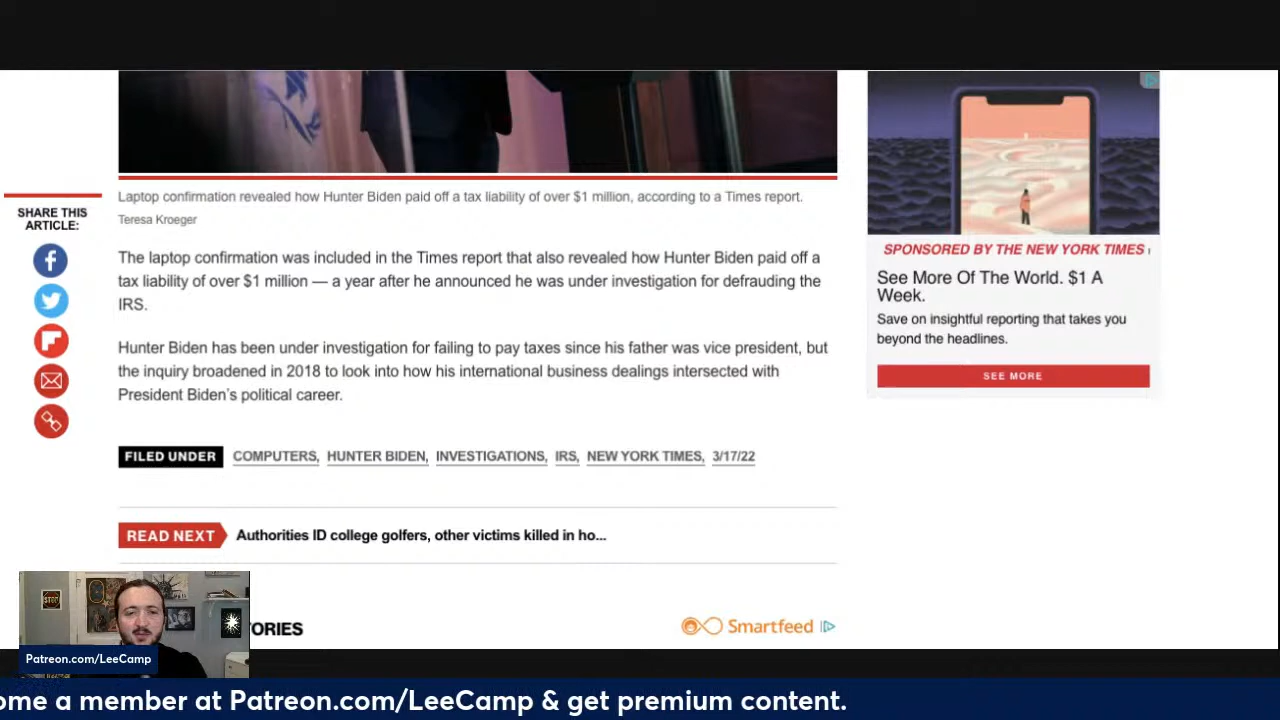 SHARE THIS
ARTICLE:
Laptop confirmation revealed how Hunter Biden paid off a tax liability of over $1 million, according to a Times report.
Teresa Kroeger
The laptop confirmation was included in the Times report that also revealed how Hunter Biden paid off a
tax liability of over $1 million — a year after he announced he was under investigation for defrauding the
IRS.
Hunter Biden has been under investigation for failing to pay taxes since his father was vice president, but
the inquiry broadened in 2018 to look into how his international business dealings intersected with
President Biden's political career.
FILED UNDER COMPUTERS, HUNTER BIDEN, INVESTIGATIONS, IRS, NEW YORK TIMES, 3/17/22
READ NEXT Authorities ID college golfers, other victims killed in ho...
TORIES
Smartfeed
SPONSORED BY THE NEW YORK TIMES
See More Of The World. $1 A
Week.
Save on insightful reporting that takes you
beyond the headlines.
SEE MORE
STOP
Patreon.com/LeeCamp
ome a member at Patreon.com/LeeCamp & get premium content.